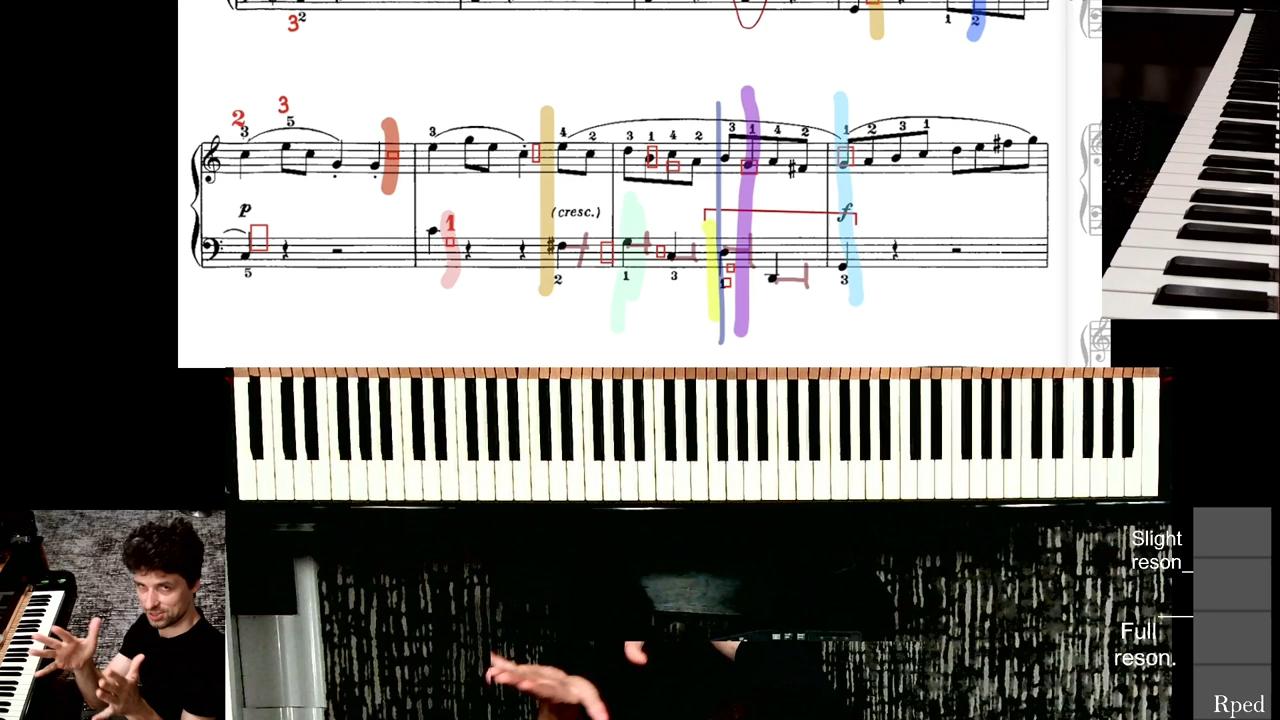 3 2
1 2
2 3
3 5 3 4 2 3 1 4 2 3 1 4 2 1 2 3 1
p (cresc.) f
1
5 2 1 3 1 3
Slight
reson_
Full
reson.
Rped